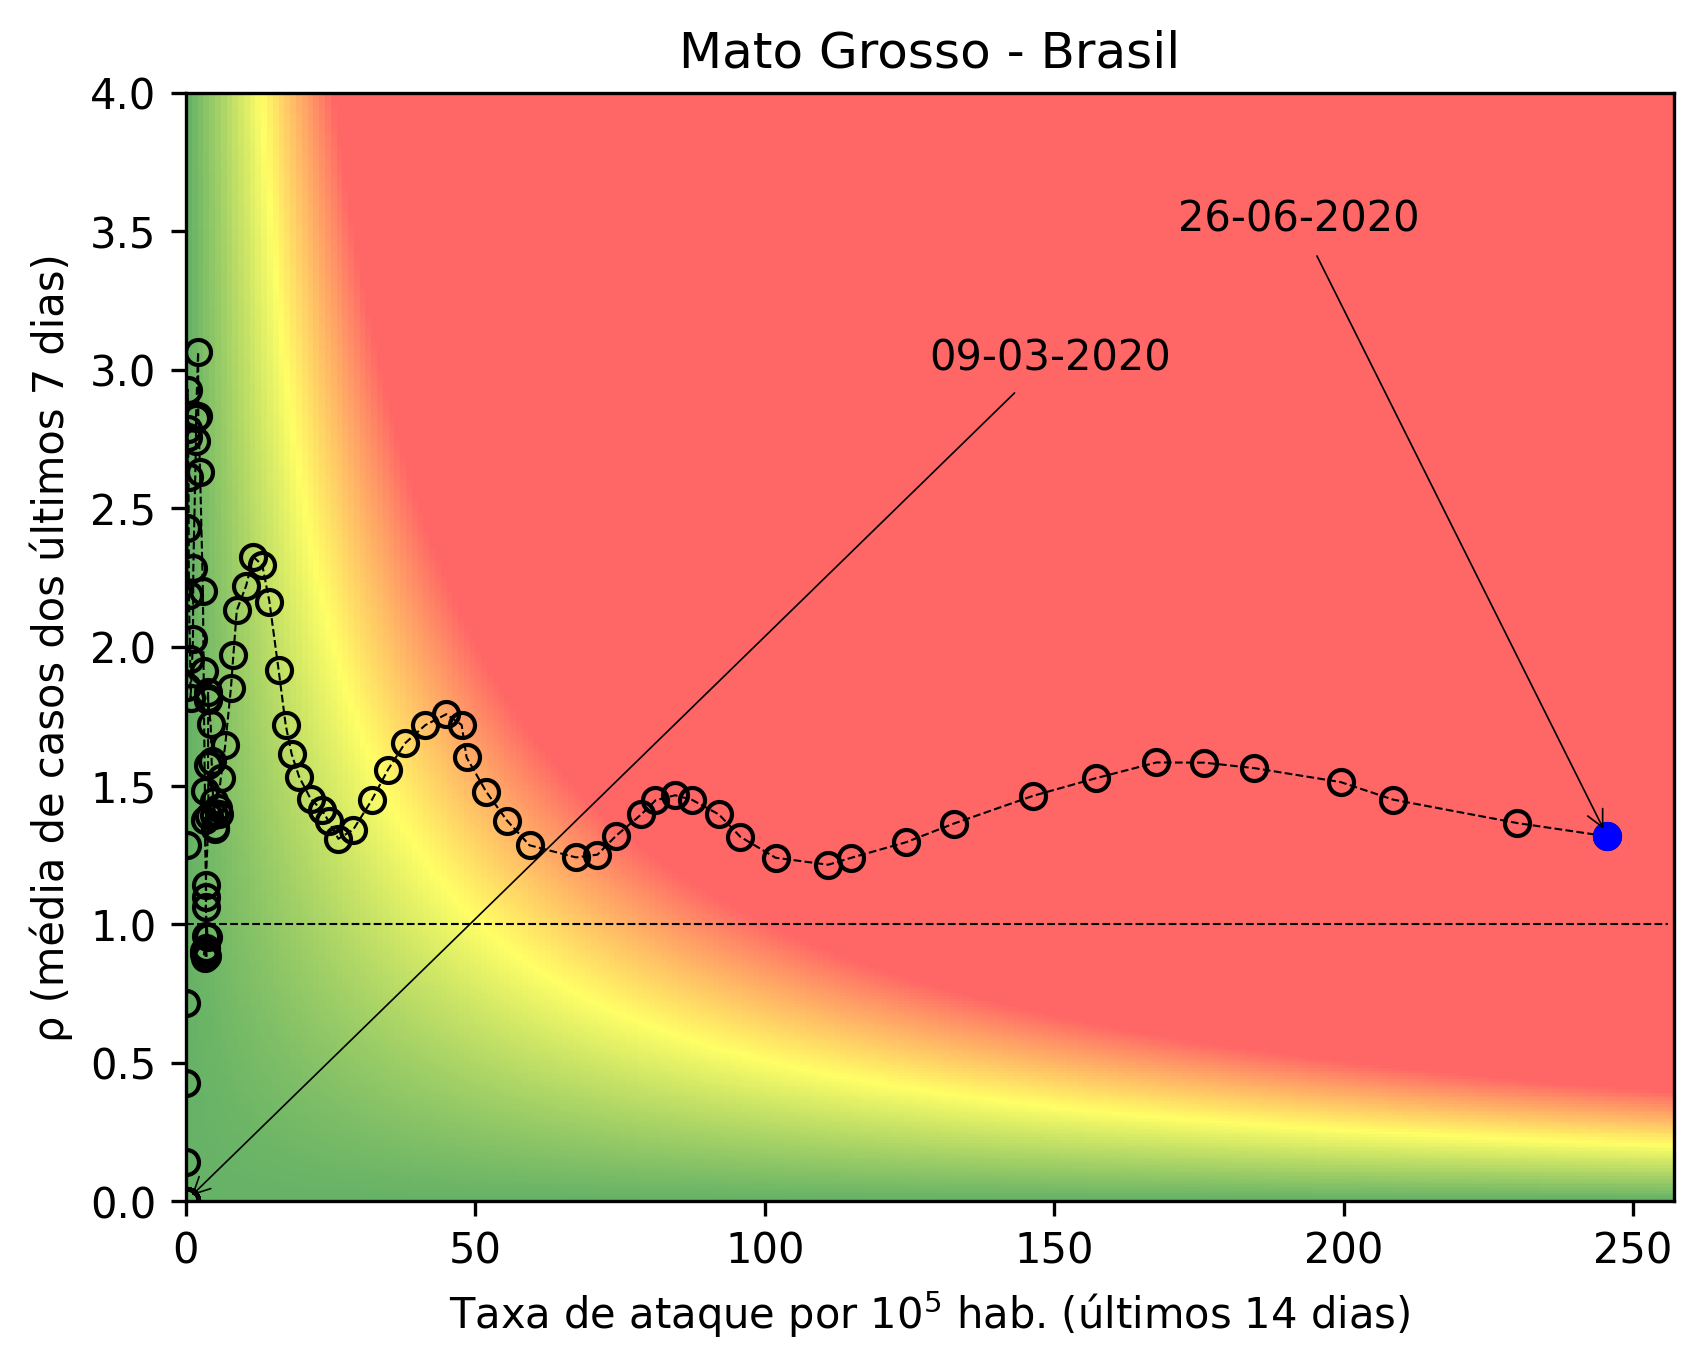 Mato Grosso - Brasil
4.0
3.5
3.0
2.5
2.0
1.5
1.0
0.5
0.0
ρ (média de casos dos últimos 7 dias)
26-06-2020
09-03-2020
0 50 100 150 200 250
Taxa de ataque por 10⁵ hab. (últimos 14 dias)